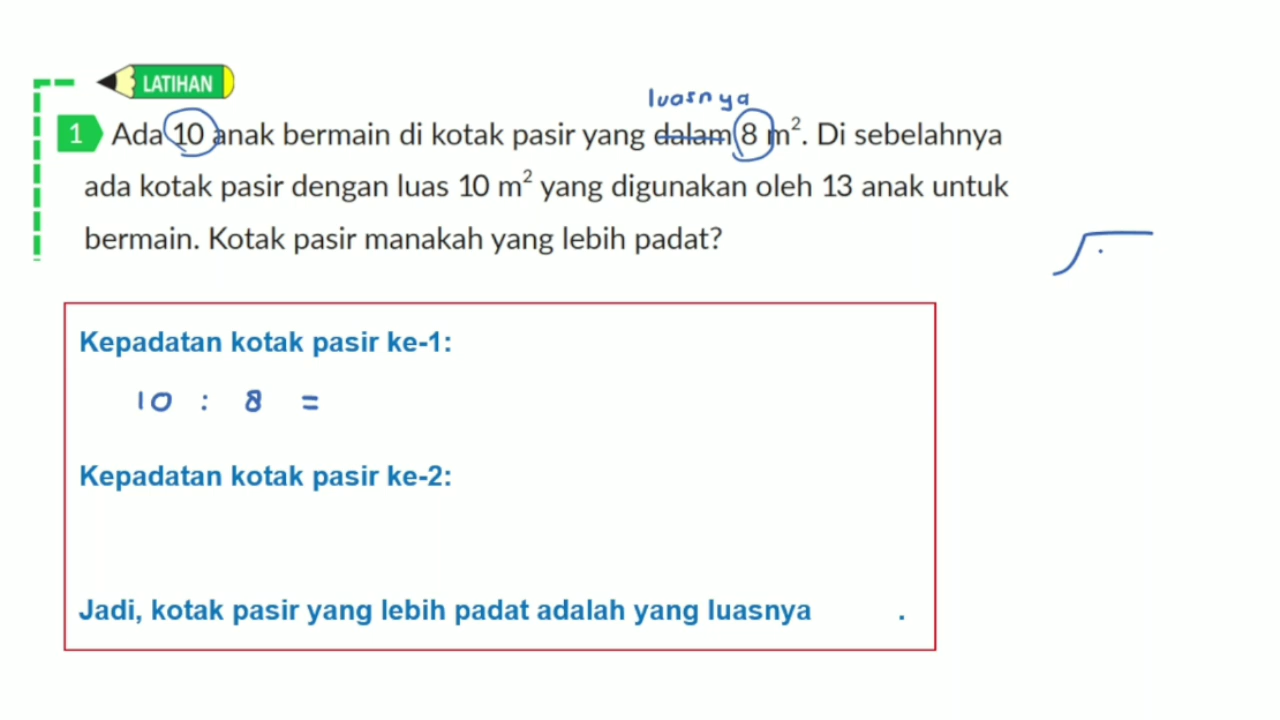 LATIHAN
luasnya
1 Ada 10 anak bermain di kotak pasir yang dalam 8 m². Di sebelahnya
ada kotak pasir dengan luas 10 m² yang digunakan oleh 13 anak untuk
bermain. Kotak pasir manakah yang lebih padat?
Kepadatan kotak pasir ke-1:
10 : 8 =
Kepadatan kotak pasir ke-2:
Jadi, kotak pasir yang lebih padat adalah yang luasnya .